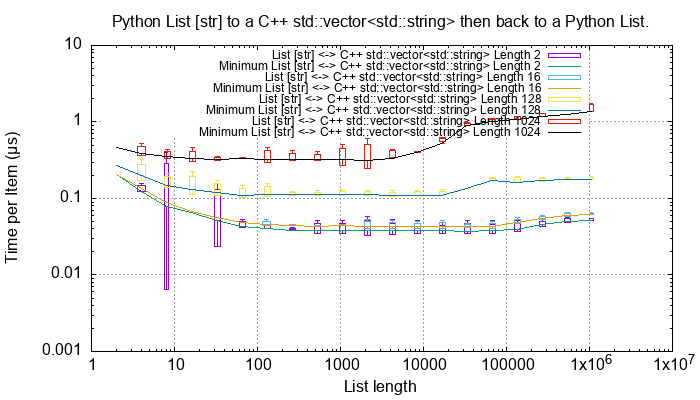 Python List [str] to a C++ std::vector<std::string> then back to a Python List.
10
1
0.1
0.01
0.001
Time per Item (µs)
List [str] <-> C++ std::vector<std::string> Length 2
Minimum List [str] <-> C++ std::vector<std::string> Length 2
List [str] <-> C++ std::vector<std::string> Length 16
Minimum List [str] <-> C++ std::vector<std::string> Length 16
List [str] <-> C++ std::vector<std::string> Length 128
Minimum List [str] <-> C++ std::vector<std::string> Length 128
List [str] <-> C++ std::vector<std::string> Length 1024
Minimum List [str] <-> C++ std::vector<std::string> Length 1024
1 10 100 1000 10000 100000 1x10⁶ 1x10⁷
List length